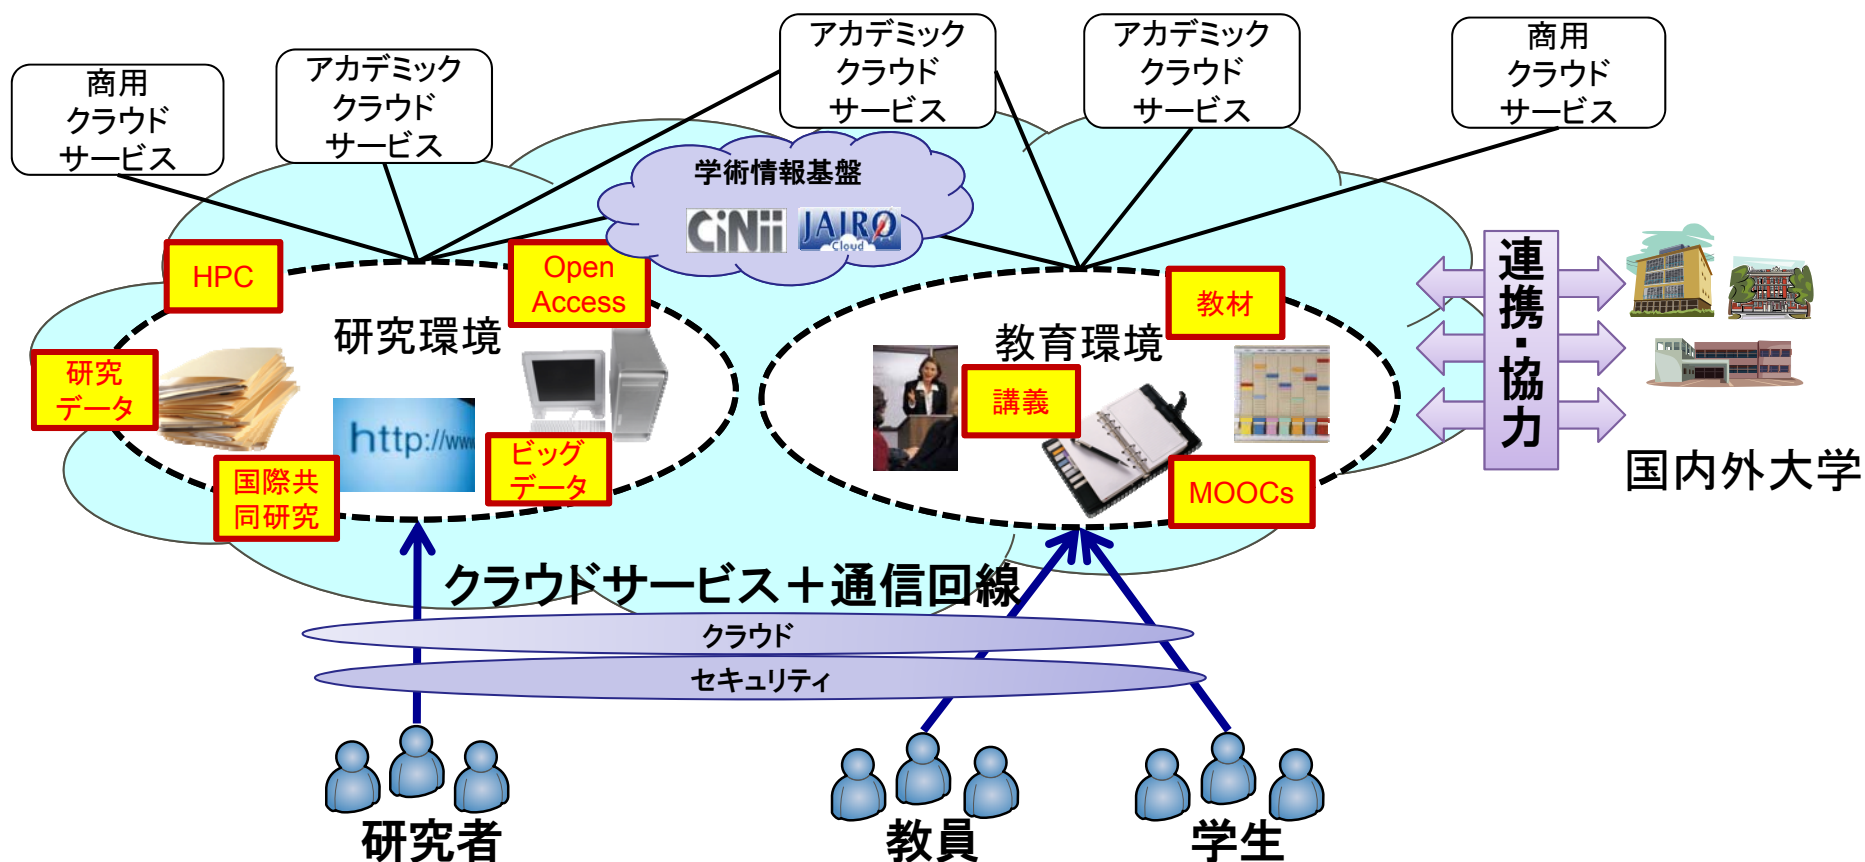 商用
クラウド
サービス
アカデミック
クラウド
サービス
アカデミック
クラウド
サービス
アカデミック
クラウド
サービス
商用
クラウド
サービス
学術情報基盤
CiNii
JAIRO
Cloud
HPC
Open
Access
研究環境
研究
データ
http://www
国際共
同研究
ビッグ
データ
教材
教育環境
講義
MOOCs
連携・協力
国内外大学
クラウドサービス＋通信回線
クラウド
セキュリティ
研究者
教員
学生